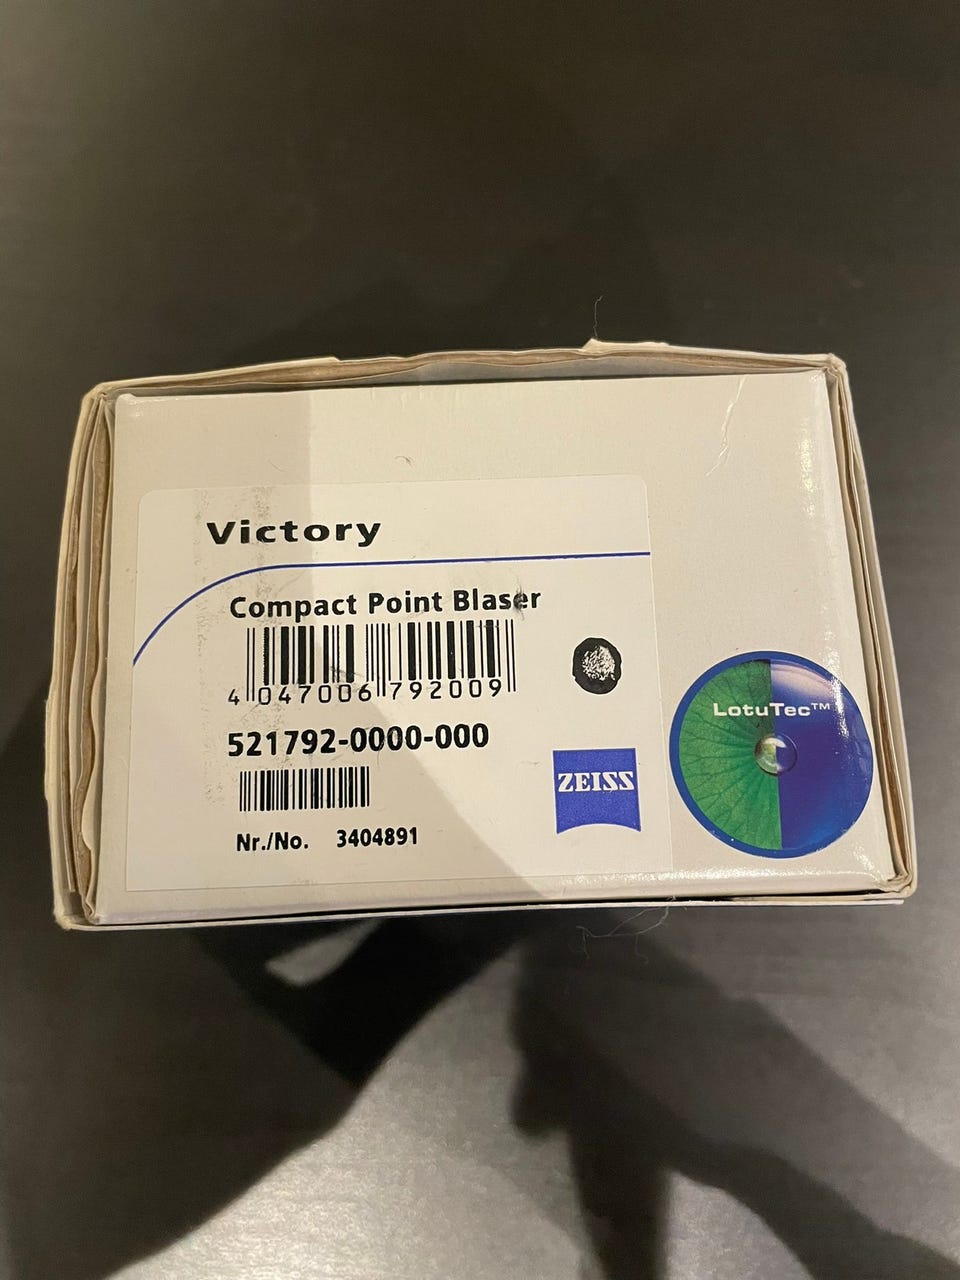 Victory
Compact Point Blaser
4 047006 792009
521792-0000-000
Nr./No. 3404891
ZEISS
LotuTec™